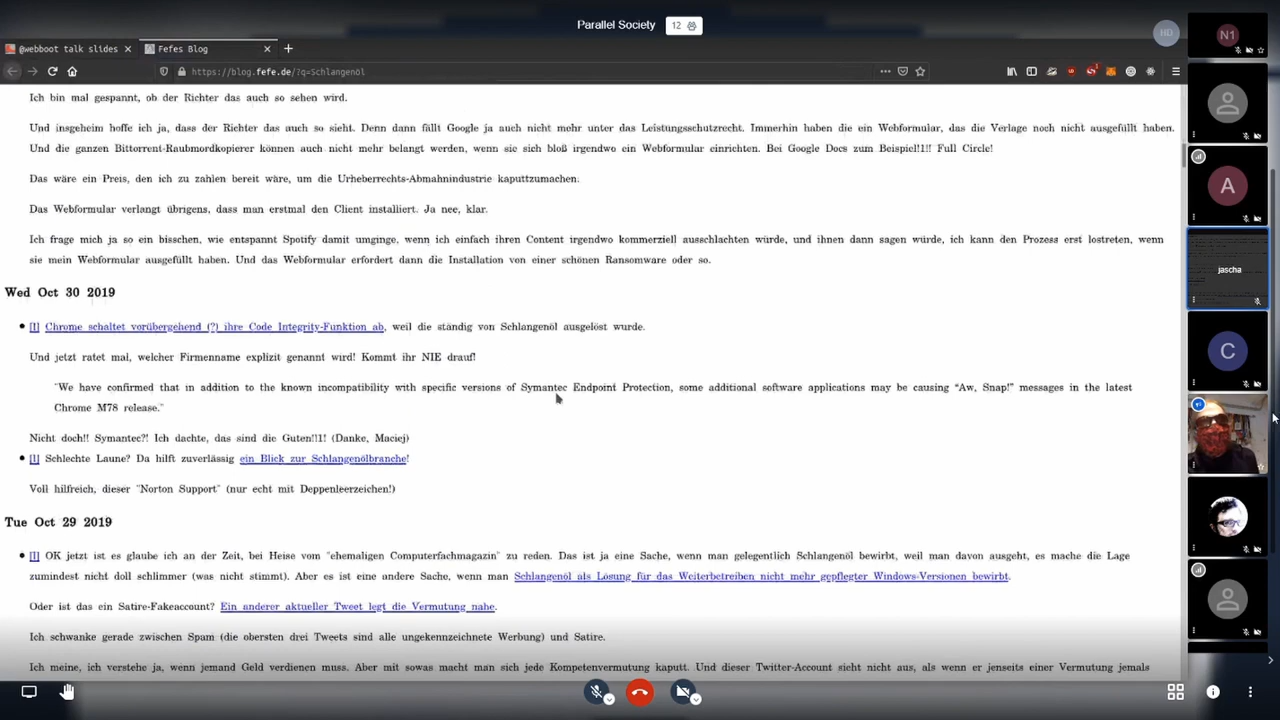 Parallel Society
12
@webboot talk slides
Fefes Blog
HD
N1
https://blog.fefe.de/?q=Schlangenöl
Ich bin mal gespannt, ob der Richter das auch so sehen wird.
Und insgeheim hoffe ich ja, dass der Richter das auch so sieht. Denn dann fällt Google ja auch nicht mehr unter das Leistungsschutzrecht. Immerhin haben die ein Webformular, das die Verlage noch nicht ausgefüllt haben.
Und die ganzen Bittorrent-Raubmordkopierer können auch nicht mehr belangt werden, wenn sie sich bloß irgendwo ein Webformular einrichten. Bei Google Docs zum Beispiel!1!! Full Circle!
Das wäre ein Preis, den ich zu zahlen bereit wäre, um die Urheberrechts-Abmahnindustrie kaputtzumachen.
Das Webformular verlangt übrigens, dass man erstmal den Client installiert. Ja nee, klar.
Ich frage mich ja so ein bisschen, wie entspannt Spotify damit umginge, wenn ich einfach ihren Content irgendwo kommerziell ausschlachten würde, und ihnen dann sagen würde, ich kann den Prozess erst lostreten, wenn
sie mein Webformular ausgefüllt haben. Und das Webformular erfordert dann die Installation von einer schönen Ransomware oder so.
Wed Oct 30 2019
[l] Chrome schaltet vorübergehend (?) ihre Code Integrity-Funktion ab, weil die ständig von Schlangenöl ausgelöst wurde.
Und jetzt ratet mal, welcher Firmenname explizit genannt wird! Kommt ihr NIE drauf!
"We have confirmed that in addition to the known incompatibility with specific versions of Symantec Endpoint Protection, some additional software applications may be causing “Aw, Snap!” messages in the latest
Chrome M78 release."
Nicht doch!! Symantec?! Ich dachte, das sind die Guten!!1! (Danke, Maciej)
[l] Schlechte Laune? Da hilft zuverlässig ein Blick zur Schlangenölbranche!
Voll hilfreich, dieser "Norton Support" (nur echt mit Deppenleerzeichen!)
Tue Oct 29 2019
[l] OK jetzt ist es glaube ich an der Zeit, bei Heise vom "ehemaligen Computerfachmagazin" zu reden. Das ist ja eine Sache, wenn man gelegentlich Schlangenöl bewirbt, weil man davon ausgeht, es mache die Lage
zumindest nicht doll schlimmer (was nicht stimmt). Aber es ist eine andere Sache, wenn man Schlangenöl als Lösung für das Weiterbetreiben nicht mehr gepflegter Windows-Versionen bewirbt.
Oder ist das ein Satire-Fakeaccount? Ein anderer aktueller Tweet legt die Vermutung nahe.
Ich schwanke gerade zwischen Spam (die obersten drei Tweets sind alle ungekennzeichnete Werbung) und Satire.
Ich meine, ich verstehe ja, wenn jemand Geld verdienen muss. Aber mit sowas macht man sich jede Kompetenzvermutung kaputt. Und dieser Twitter-Account sieht nicht aus, als wenn er jenseits einer Vermutung jemals
A
jascha
C